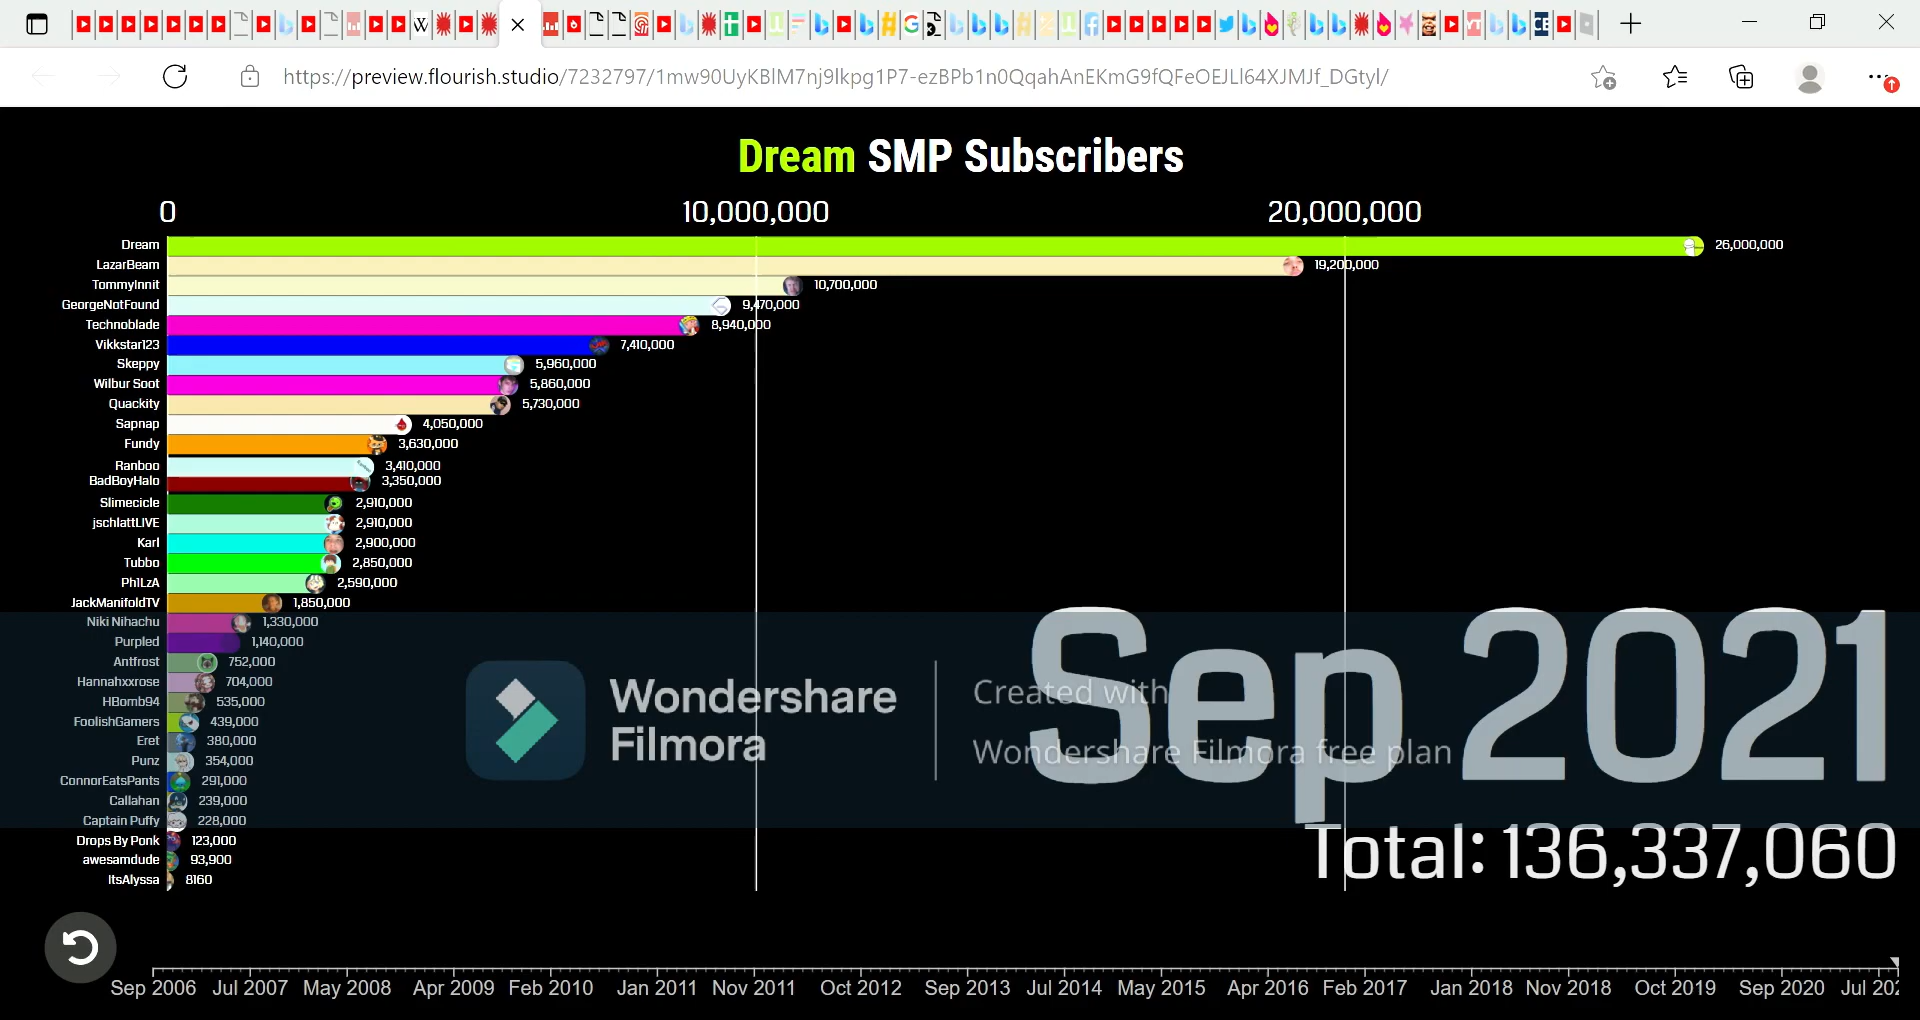 https://preview.flourish.studio/7232797/1mw90UyKBlM7nj9lkpg1P7-ezBPb1n0QqahAnEKmG9fQFeOEJLl64XJMJf_DGtyl/
Dream SMP Subscribers
0 10,000,000 20,000,000
Dream 26,000,000
LazarBeam 19,200,000
TommyInnit 10,700,000
GeorgeNotFound 9,470,000
Technoblade 8,940,000
Vikkstar123 7,410,000
Skeppy 5,960,000
Wilbur Soot 5,860,000
Quackity 5,730,000
Sapnap 4,050,000
Fundy 3,630,000
Ranboo 3,410,000
BadBoyHalo 3,350,000
Slimecicle 2,910,000
jschlattLIVE 2,910,000
Karl 2,900,000
Tubbo 2,850,000
Ph1LzA 2,590,000
JackManifoldTV 1,850,000
Niki Nihachu 1,330,000
Purpled 1,140,000
Antfrost 752,000
Hannahxxrose 704,000
HBomb94 535,000
FoolishGamers 439,000
Eret 380,000
Punz 354,000
ConnorEatsPants 291,000
Callahan 239,000
Captain Puffy 228,000
Drops By Ponk 123,000
awesamdude 93,900
ItsAlyssa 8160
Wondershare
Filmora
Created with
Wondershare Filmora free plan
Sep 2021
Total: 136,337,060
Sep 2006 Jul 2007 May 2008 Apr 2009 Feb 2010 Jan 2011 Nov 2011 Oct 2012 Sep 2013 Jul 2014 May 2015 Apr 2016 Feb 2017 Jan 2018 Nov 2018 Oct 2019 Sep 2020 Jul 202